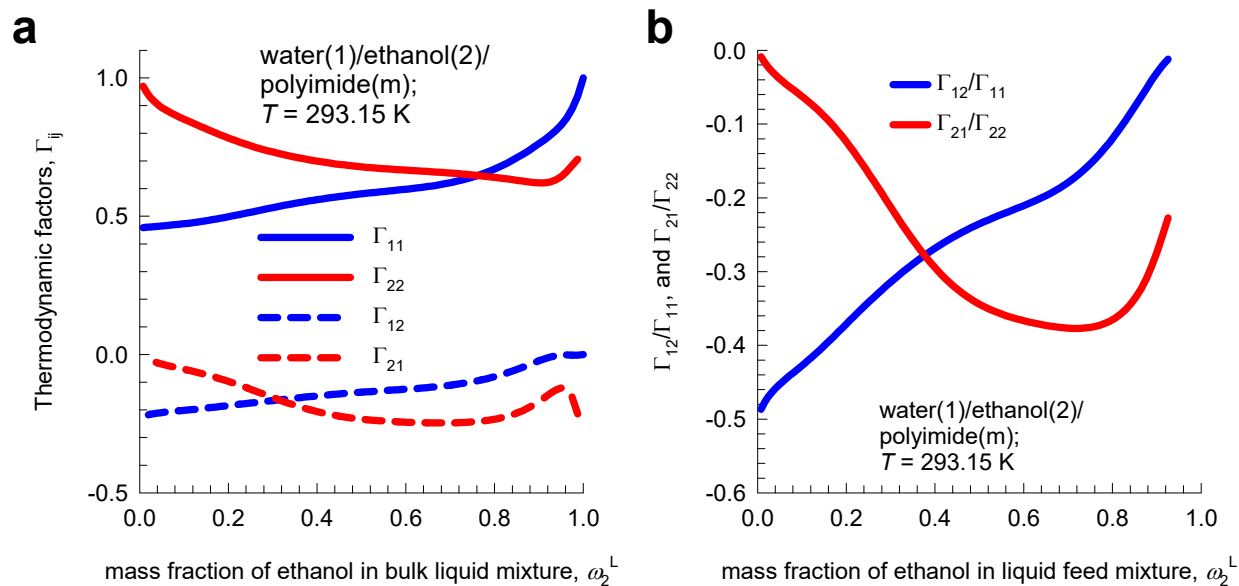 a
water(1)/ethanol(2)/
polyimide(m);
T = 293.15 K
Thermodynamic factors, Γij
1.0
0.5
0.0
-0.5
Γ11
Γ22
Γ12
Γ21
0.0 0.2 0.4 0.6 0.8 1.0
mass fraction of ethanol in bulk liquid mixture, ω2L
b
Γ12/Γ11, and Γ21/Γ22
0.0
-0.1
-0.2
-0.3
-0.4
-0.5
-0.6
Γ12/Γ11
Γ21/Γ22
water(1)/ethanol(2)/
polyimide(m);
T = 293.15 K
0.0 0.2 0.4 0.6 0.8 1.0
mass fraction of ethanol in liquid feed mixture, ω2L